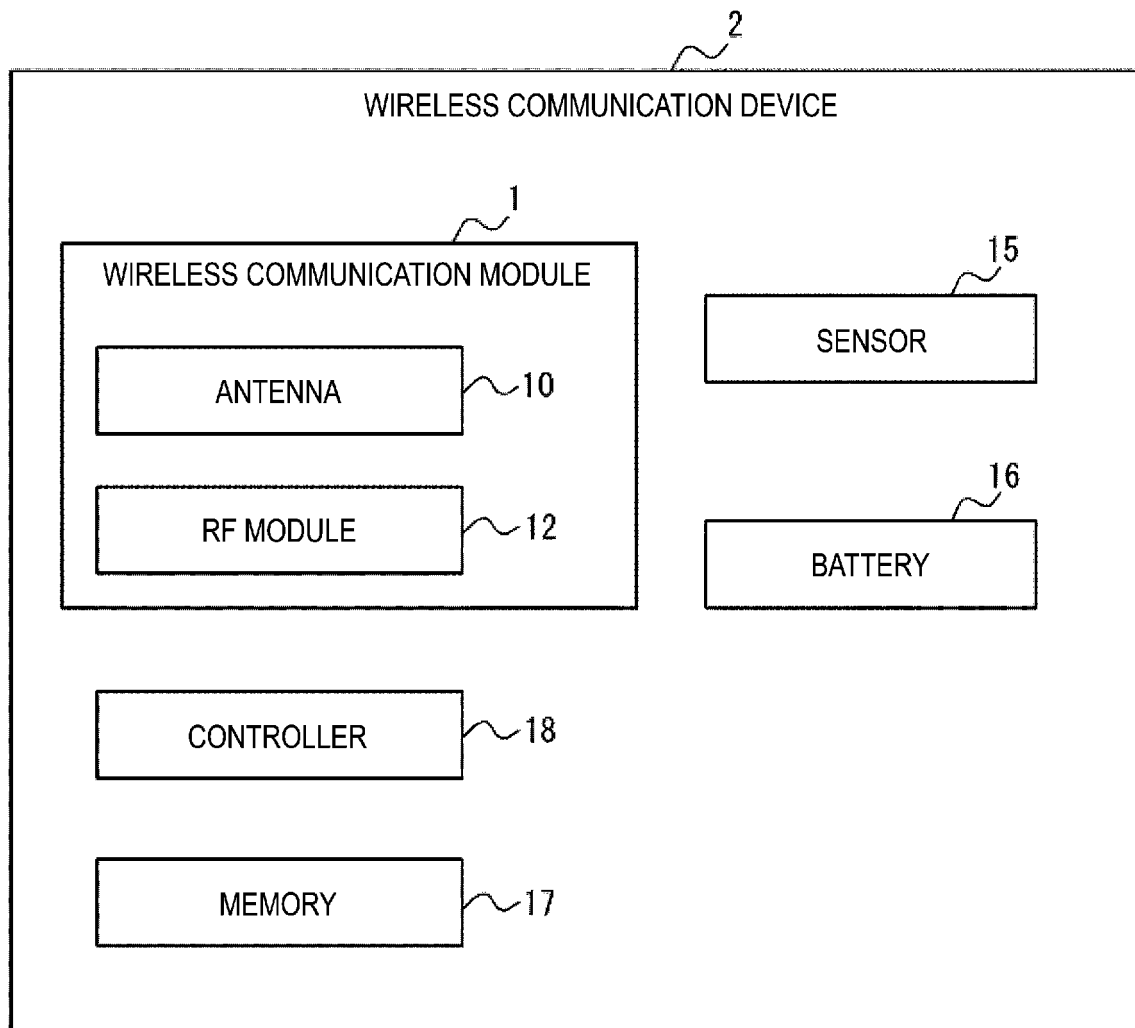 2
WIRELESS COMMUNICATION DEVICE
1
WIRELESS COMMUNICATION MODULE
ANTENNA
10
RF MODULE
12
15
SENSOR
16
BATTERY
CONTROLLER
18
MEMORY
17